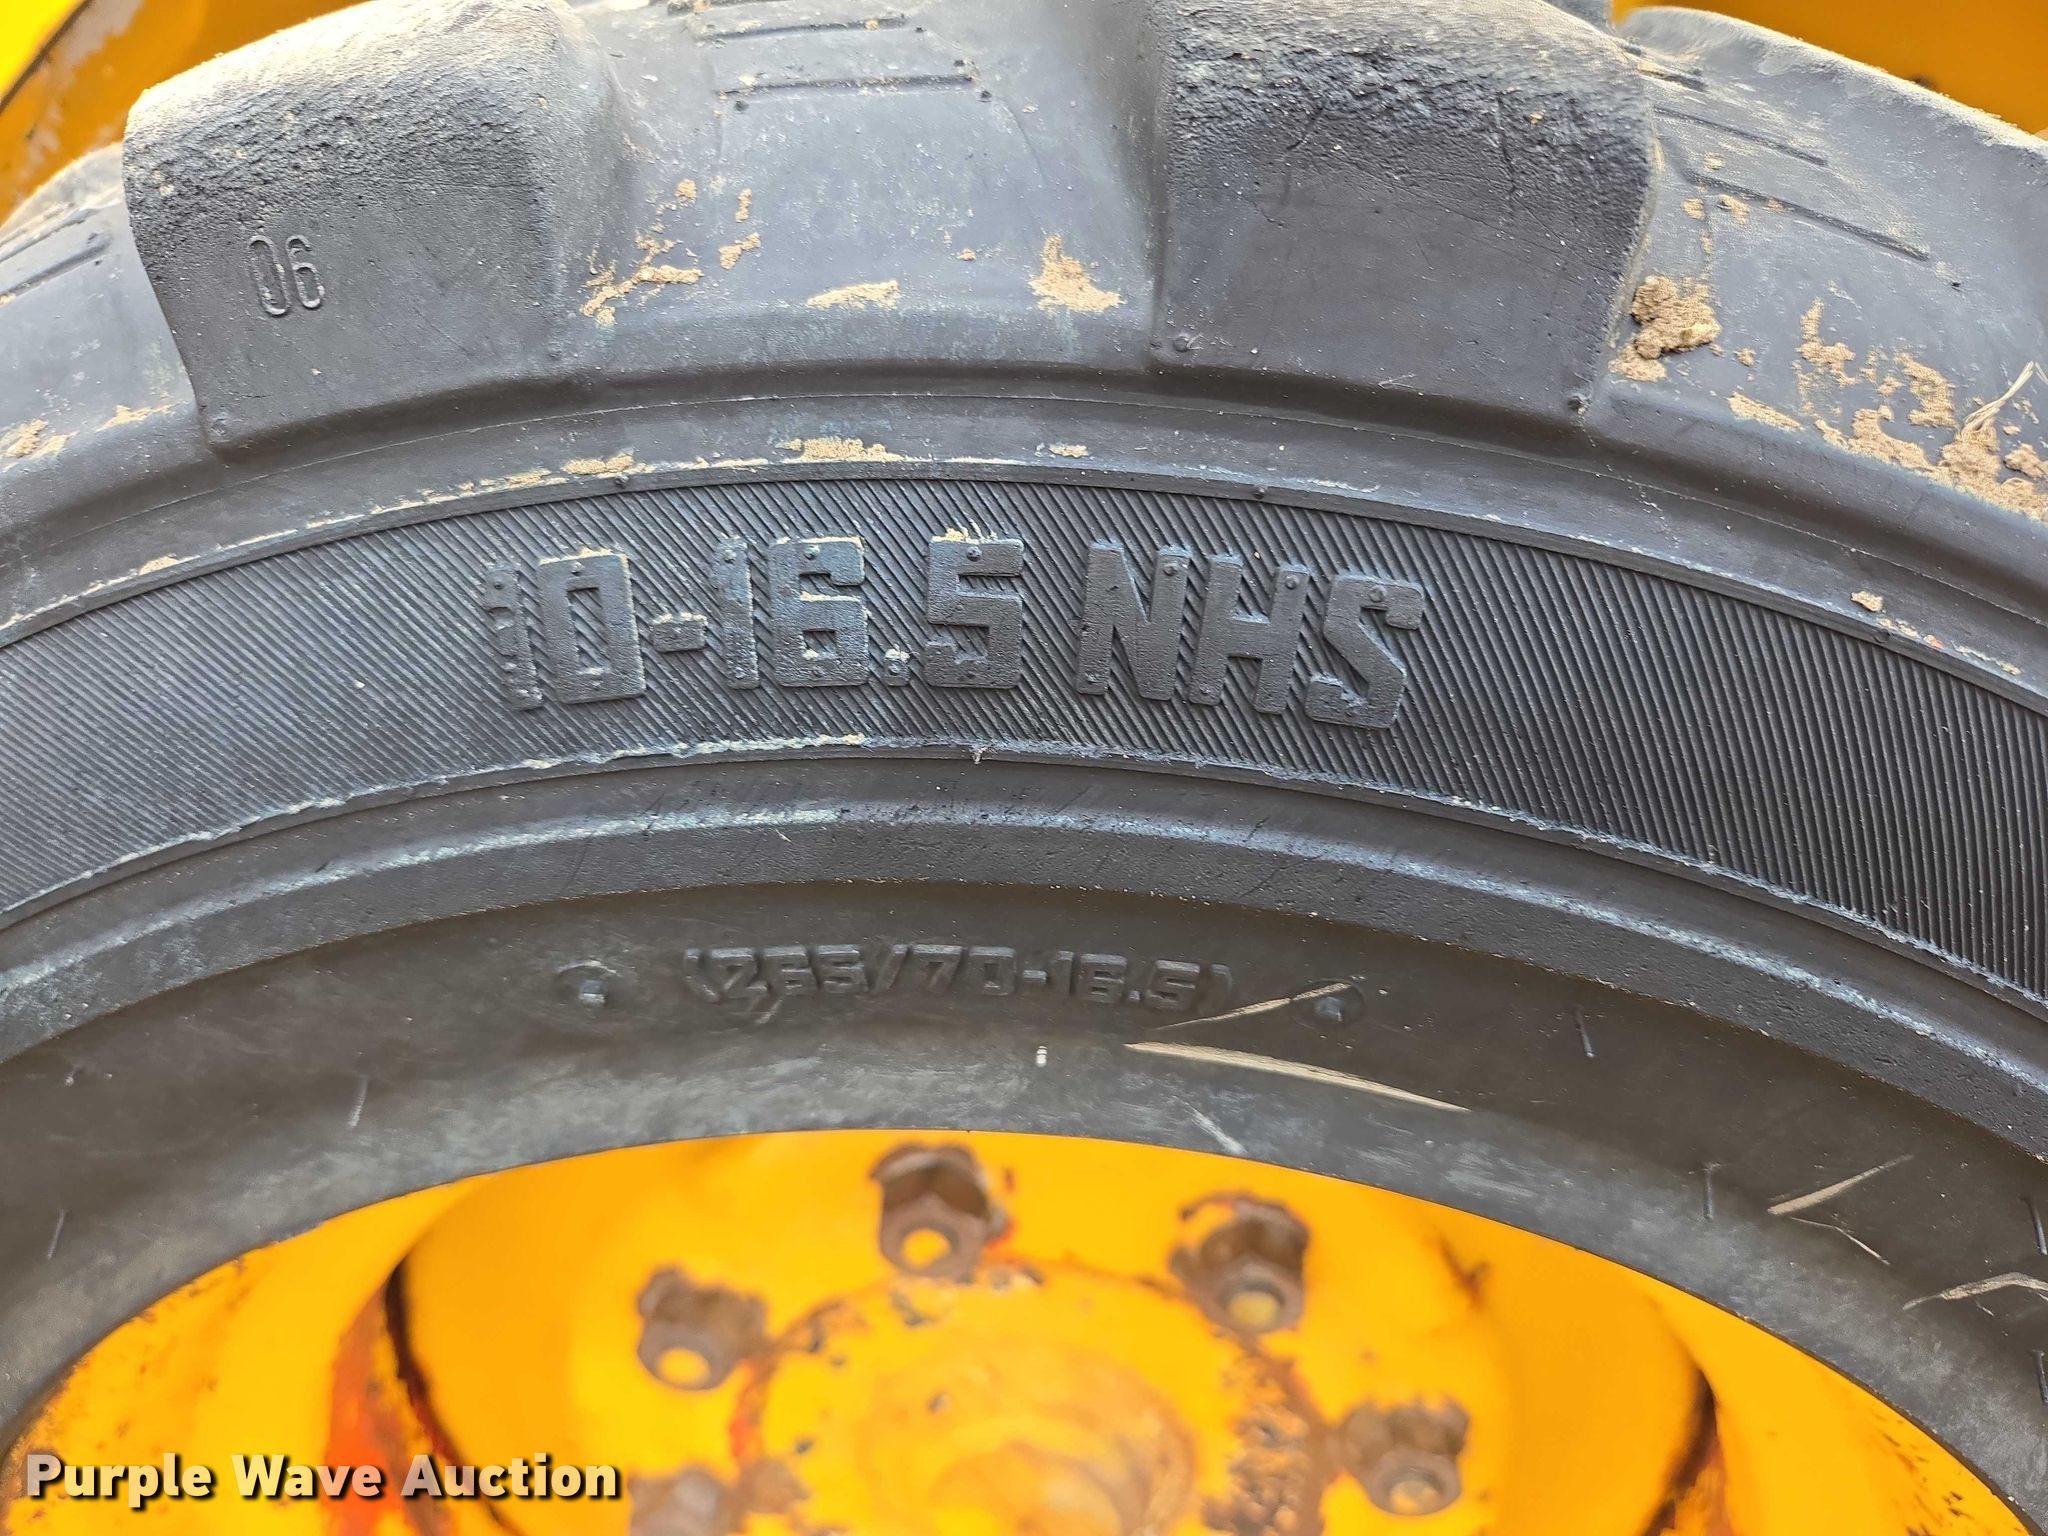 06
10-16.5 NHS
(265/70-16.5)
Purple Wave Auction